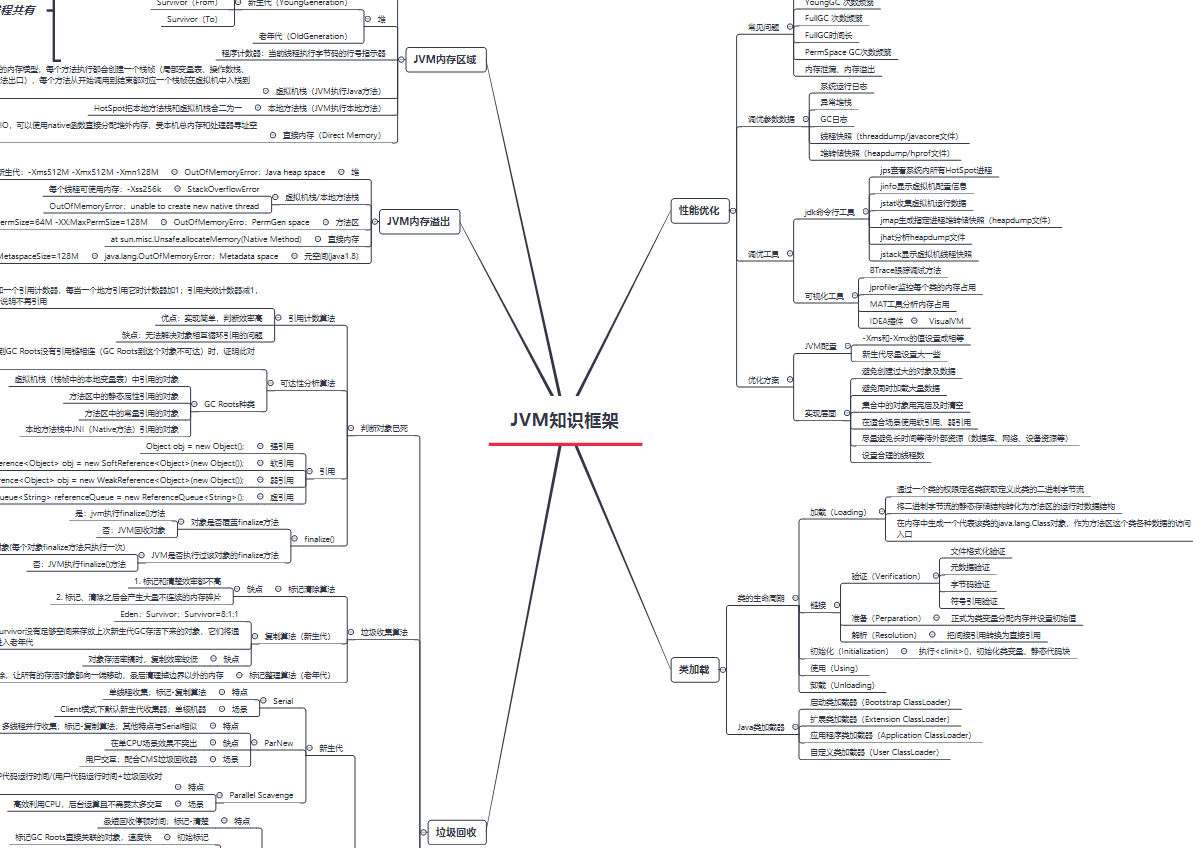 程共有
Survivor（From）
新生代（YoungGeneration）
Survivor（To）
堆
老年代（OldGeneration）
程序计数器：当前线程执行字节码的行号指示器
JVM内存区域
的内存模型，每个方法执行都会创建一个栈帧（局部变量表、操作数栈、
法出口），每个方法从开始调用到结束都对应一个栈帧在虚拟机中入栈到
虚拟机栈（JVM执行Java方法）
HotSpot把本地方法栈和虚拟机栈合二为一
本地方法栈（JVM执行本地方法）
IO，可以使用native函数直接分配堆外内存，受本机总内存和处理器寻址空
直接内存（Direct Memory）
新生代：-Xms512M -Xmx512M -Xmn128M
OutOfMemoryError：Java heap space
堆
每个线程可使用内存：-Xss256k
StackOverflowError
虚拟机栈/本地方法栈
OutOfMemoryError：unable to create new native thread
JVM内存溢出
PermSize=64M -XX:MaxPermSize=128M
OutOfMemoryError：PermGen space
方法区
at sun.misc.Unsafe.allocateMemory(Native Method)
直接内存
MetaspaceSize=128M
java.lang.OutOfMemoryError：Metadata space
元空间(java1.8)
加一个引用计数器，每当一个地方引用它时计数器加1；引用失效计数器减1，
说明不再引用
优点：实现简单，判断效率高
引用计数算法
缺点：无法解决对象相互循环引用的问题
到GC Roots没有引用链相连（GC Roots到这个对象不可达）时，证明此对
可达性分析算法
虚拟机栈（栈帧中的本地变量表）中引用的对象
方法区中的静态属性引用的对象
GC Roots种类
方法区中的常量引用的对象
本地方法栈中JNI（Native方法）引用的对象
判断对象已死
Object obj = new Object();
强引用
erence<Object> obj = new SoftReference<Object>(new Object());
软引用
引用
erence<Object> obj = new WeakReference<Object>(new Object();
弱引用
Queue<String> referenceQueue = new ReferenceQueue<String>();
虚引用
是：jvm执行finalize()方法
对象是否覆盖finalize方法
否：JVM回收对象
finalize()
对象(每个对象finalize方法只执行一次)
JVM是否执行过该对象的finalize方法
否：JVM执行finalize()方法
1. 标记和清楚效率都不高
缺点
标记清除算法
2. 标记、清除之后会产生大量不连续的内存碎片
Eden：Survivor：Survivor=8:1:1
Survivor没有足够空间来存放上次新生代GC存活下来的对象，它们将通
进入老年代
复制算法（新生代）
垃圾收集算法
对象存活率搞时，复制效率较低
缺点
除，让所有的存活对象都向一端移动，最后清理掉边界以外的内存
标记整理算法（老年代）
单线程收集；标记-复制算法
特点
Serial
Client模式下默认新生代收集器；单核机器
场景
多线程并行收集；标记-复制算法；其他特点与Serial相似
特点
在单CPU场景效果不突出
缺点
ParNew
新生代
用户交互；配合CMS垃圾回收器
场景
P代码运行时间/(用户代码运行时间+垃圾回收时
特点
Parallel Scavenge
高效利用CPU，后台运算且不需要太多交互
场景
最短回收停顿时间；标记-清楚
特点
标记GC Roots直接关联的对象，速度快
初始标记
垃圾回收
JVM知识框架
性能优化
常见问题
YoungGC 次数频繁
FullGC 次数频繁
FullGC时间长
PermSpace GC次数频繁
内存泄漏、内存溢出
调优参数数据
系统运行日志
异常堆栈
GC日志
线程快照（threaddump/javacore文件）
堆转储快照（heapdump/hprof文件）
调优工具
jdk命令行工具
jps查看系统内所有HotSpot进程
jinfo显示虚拟机配置信息
jstat收集虚拟机运行数据
jmap生成指定进程堆转储快照（heapdump文件）
jhat分析heapdump文件
jstack显示虚拟机线程快照
可视化工具
BTrace跟踪调试方法
jprofiler监控每个类的内存占用
MAT工具分析内存占用
IDEA插件
VisualVM
优化方案
JVM配置
-Xms和-Xmx的值设置成相等
新生代尽量设置大一些
实现层面
避免创建过大的对象及数据
避免同时加载大量数据
集合中的对象用完后及时清空
在适合场景使用软引用、弱引用
尽量避免长时间等待外部资源（数据库、网络、设备资源等）
设置合理的线程数
类加载
类的生命周期
加载（Loading）
通过一个类的权限定名类获取定义此类的二进制字节流
将二进制字节流的静态存储结构转化为方法区的运行时数据结构
在内存中生成一个代表该类的java.lang.Class对象，作为方法区这个类各种数据的访问
入口
链接
验证（Verification）
文件格式化验证
元数据验证
字节码验证
符号引用验证
准备（Perparation）
正式为类变量分配内存并设置初始值
解析（Resolution）
把间接引用转换为直接引用
初始化（Initialization）
执行<clinit>()，初始化类变量、静态代码块
使用（Using）
卸载（Unloading）
Java类加载器
启动类加载器（Bootstrap ClassLoader）
扩展类加载器（Extension ClassLoader）
应用程序类加载器（Application ClassLoader）
自定义类加载器（User ClassLoader）